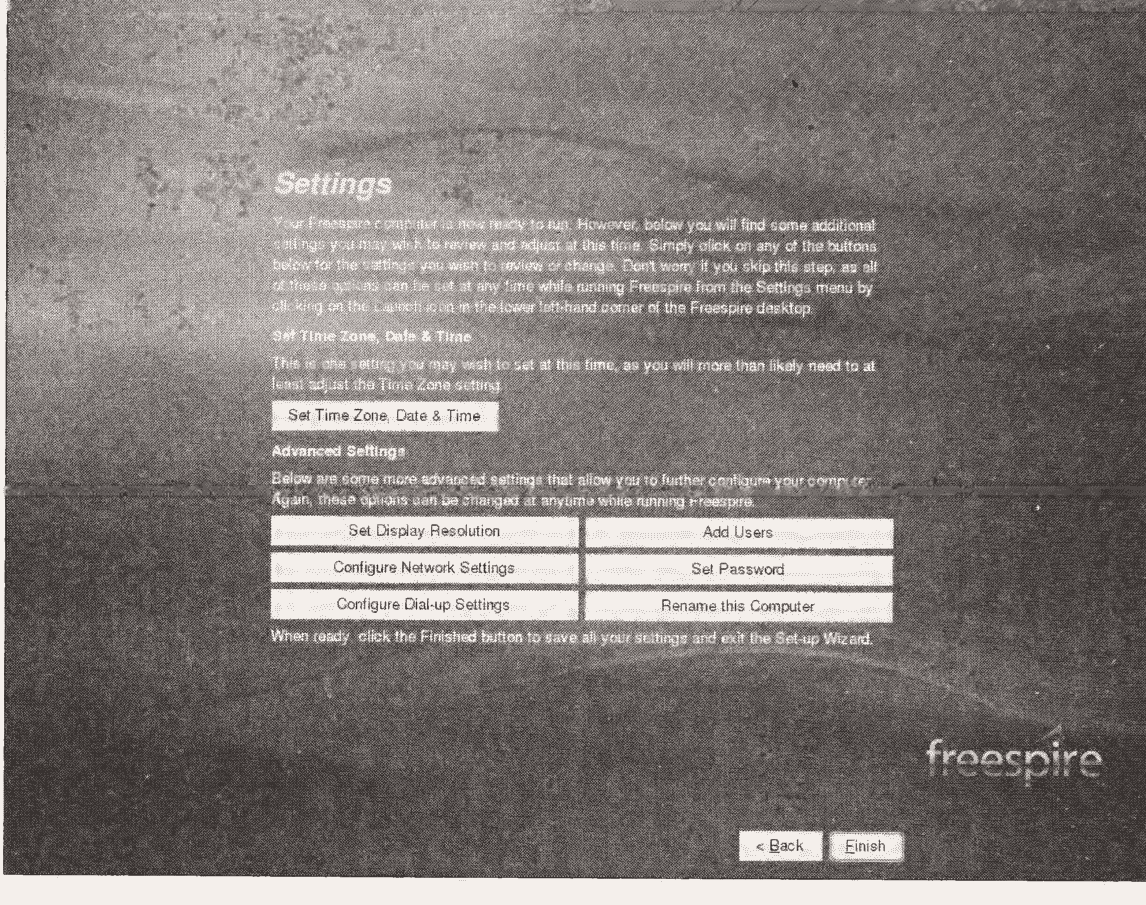 Settings
Your Freespire computer is now ready to run. However, below you will find some additional
settings you may wish to review and adjust at this time. Simply click on any of the buttons
below for the settings you wish to review or change. Don't worry if you skip this step, as all
of these options can be set at any time while running Freespire from the Settings menu by
clicking on the Launch icon in the lower left-hand corner of the Freespire desktop.
Set Time Zone, Date & Time
This is one setting you may wish to set at this time, as you will more than likely need to at
least adjust the Time Zone setting.
Set Time Zone, Date & Time
Advanced Settings
Below are some more advanced settings that allow you to further configure your computer.
Again, these options can be changed at anytime while running Freespire.
Set Display Resolution
Add Users
Configure Network Settings
Set Password
Configure Dial-up Settings
Rename this Computer
When ready, click the Finished button to save all your settings and exit the Set-up Wizard.
freespire
< Back
Finish